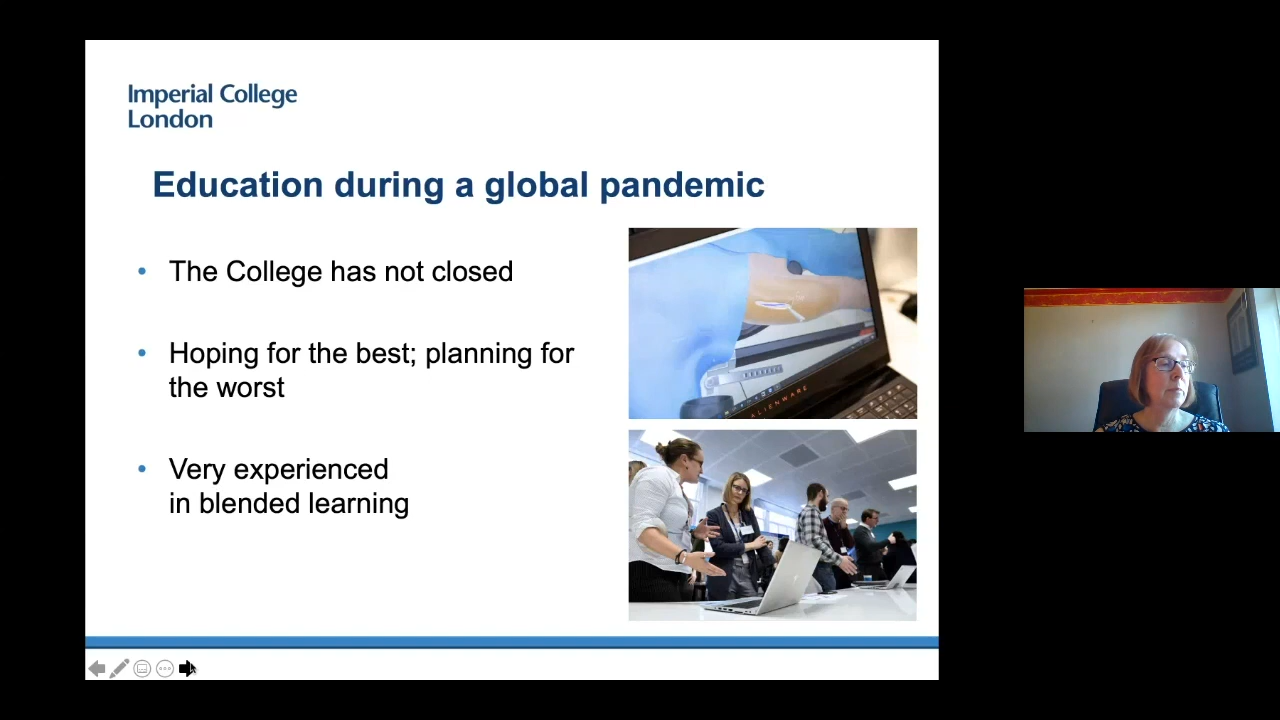 Imperial College
London
Education during a global pandemic
• The College has not closed
• Hoping for the best; planning for
the worst
• Very experienced
in blended learning
ALIENWARE